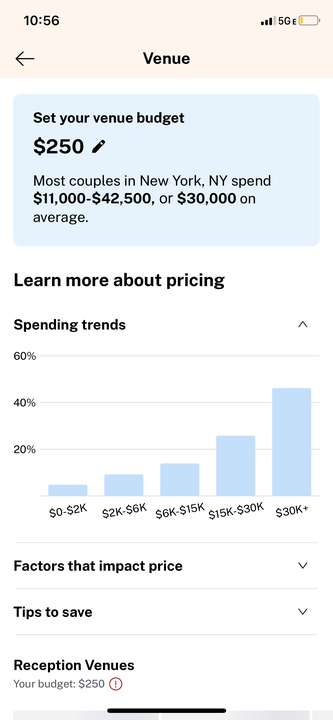 10:56
5G E
Venue
Set your venue budget
$250
Most couples in New York, NY spend
$11,000-$42,500, or $30,000 on
average.
Learn more about pricing
Spending trends
60%
40%
20%
$0-$2K $2K-$6K $6K-$15K $15K-$30K $30K+
Factors that impact price
Tips to save
Reception Venues
Your budget: $250